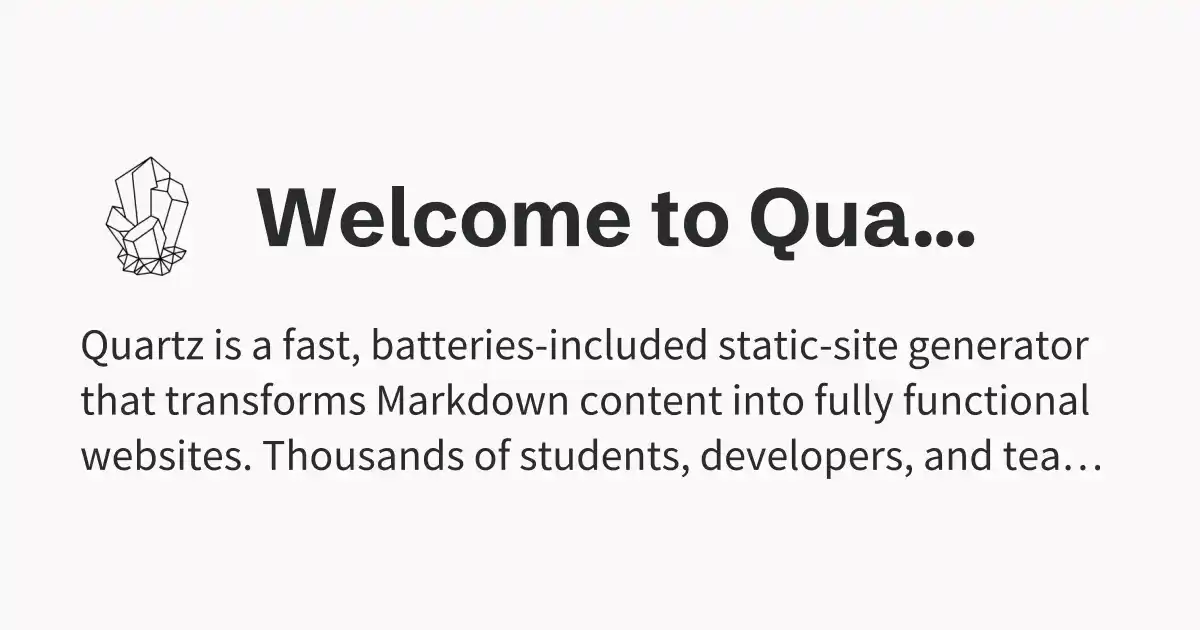 Welcome to Qua...
Quartz is a fast, batteries-included static-site generator
that transforms Markdown content into fully functional
websites. Thousands of students, developers, and tea…